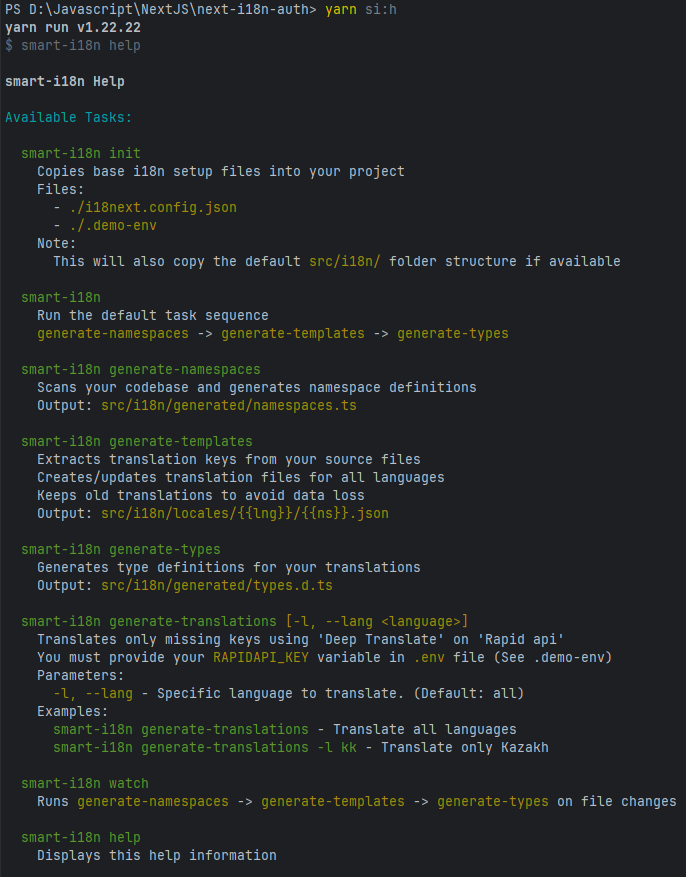 PS D:\Javascript\NextJS\next-i18n-auth> yarn si:h
yarn run v1.22.22
$ smart-i18n help
smart-i18n Help
Available Tasks:
smart-i18n init
Copies base i18n setup files into your project
Files:
- ./i18next.config.json
- ./.demo-env
Note:
This will also copy the default src/i18n/ folder structure if available
smart-i18n
Run the default task sequence
generate-namespaces -> generate-templates -> generate-types
smart-i18n generate-namespaces
Scans your codebase and generates namespace definitions
Output: src/i18n/generated/namespaces.ts
smart-i18n generate-templates
Extracts translation keys from your source files
Creates/updates translation files for all languages
Keeps old translations to avoid data loss
Output: src/i18n/locales/{{lng}}/{{ns}}.json
smart-i18n generate-types
Generates type definitions for your translations
Output: src/i18n/generated/types.d.ts
smart-i18n generate-translations [-l, --lang <language>]
Translates only missing keys using 'Deep Translate' on 'Rapid api'
You must provide your RAPIDAPI_KEY variable in .env file (See .demo-env)
Parameters:
-l, --lang - Specific language to translate. (Default: all)
Examples:
smart-i18n generate-translations - Translate all languages
smart-i18n generate-translations -l kk - Translate only Kazakh
smart-i18n watch
Runs generate-namespaces -> generate-templates -> generate-types on file changes
smart-i18n help
Displays this help information